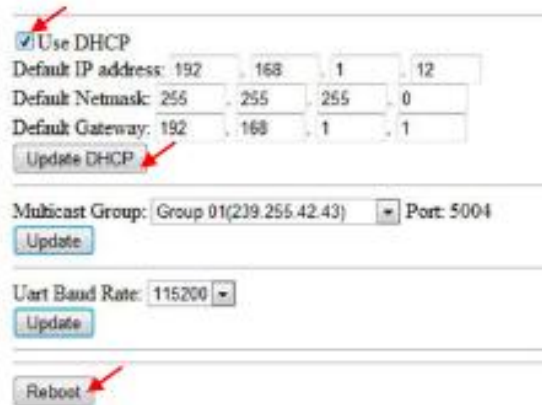 Use DHCP
Default IP address: 192 . 168 . 1 . 12
Default Netmask: 255 . 255 . 255 . 0
Default Gateway: 192 . 168 . 1 . 1
Update DHCP
Multicast Group: Group 01(239.255.42.43) Port: 5004
Update
Uart Baud Rate: 115200
Update
Reboot